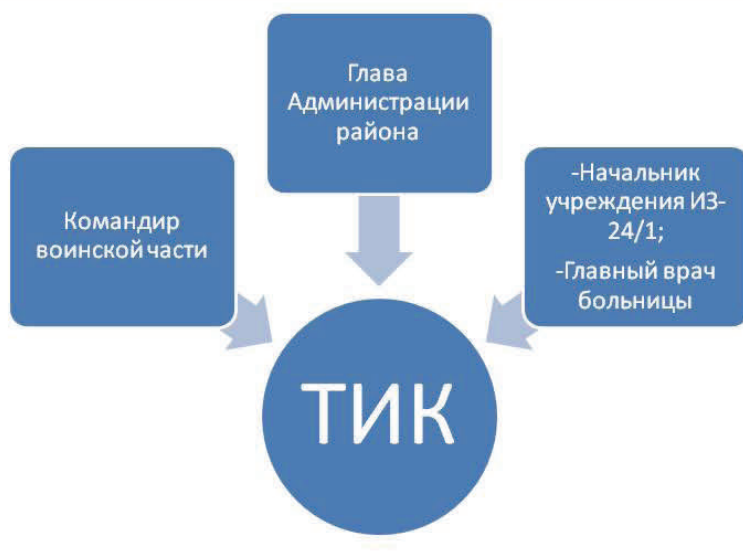 Глава
Администрации
района
Командир
воинской части
-Начальник
учреждения ИЗ-
24/1;
-Главный врач
больницы
ТИК